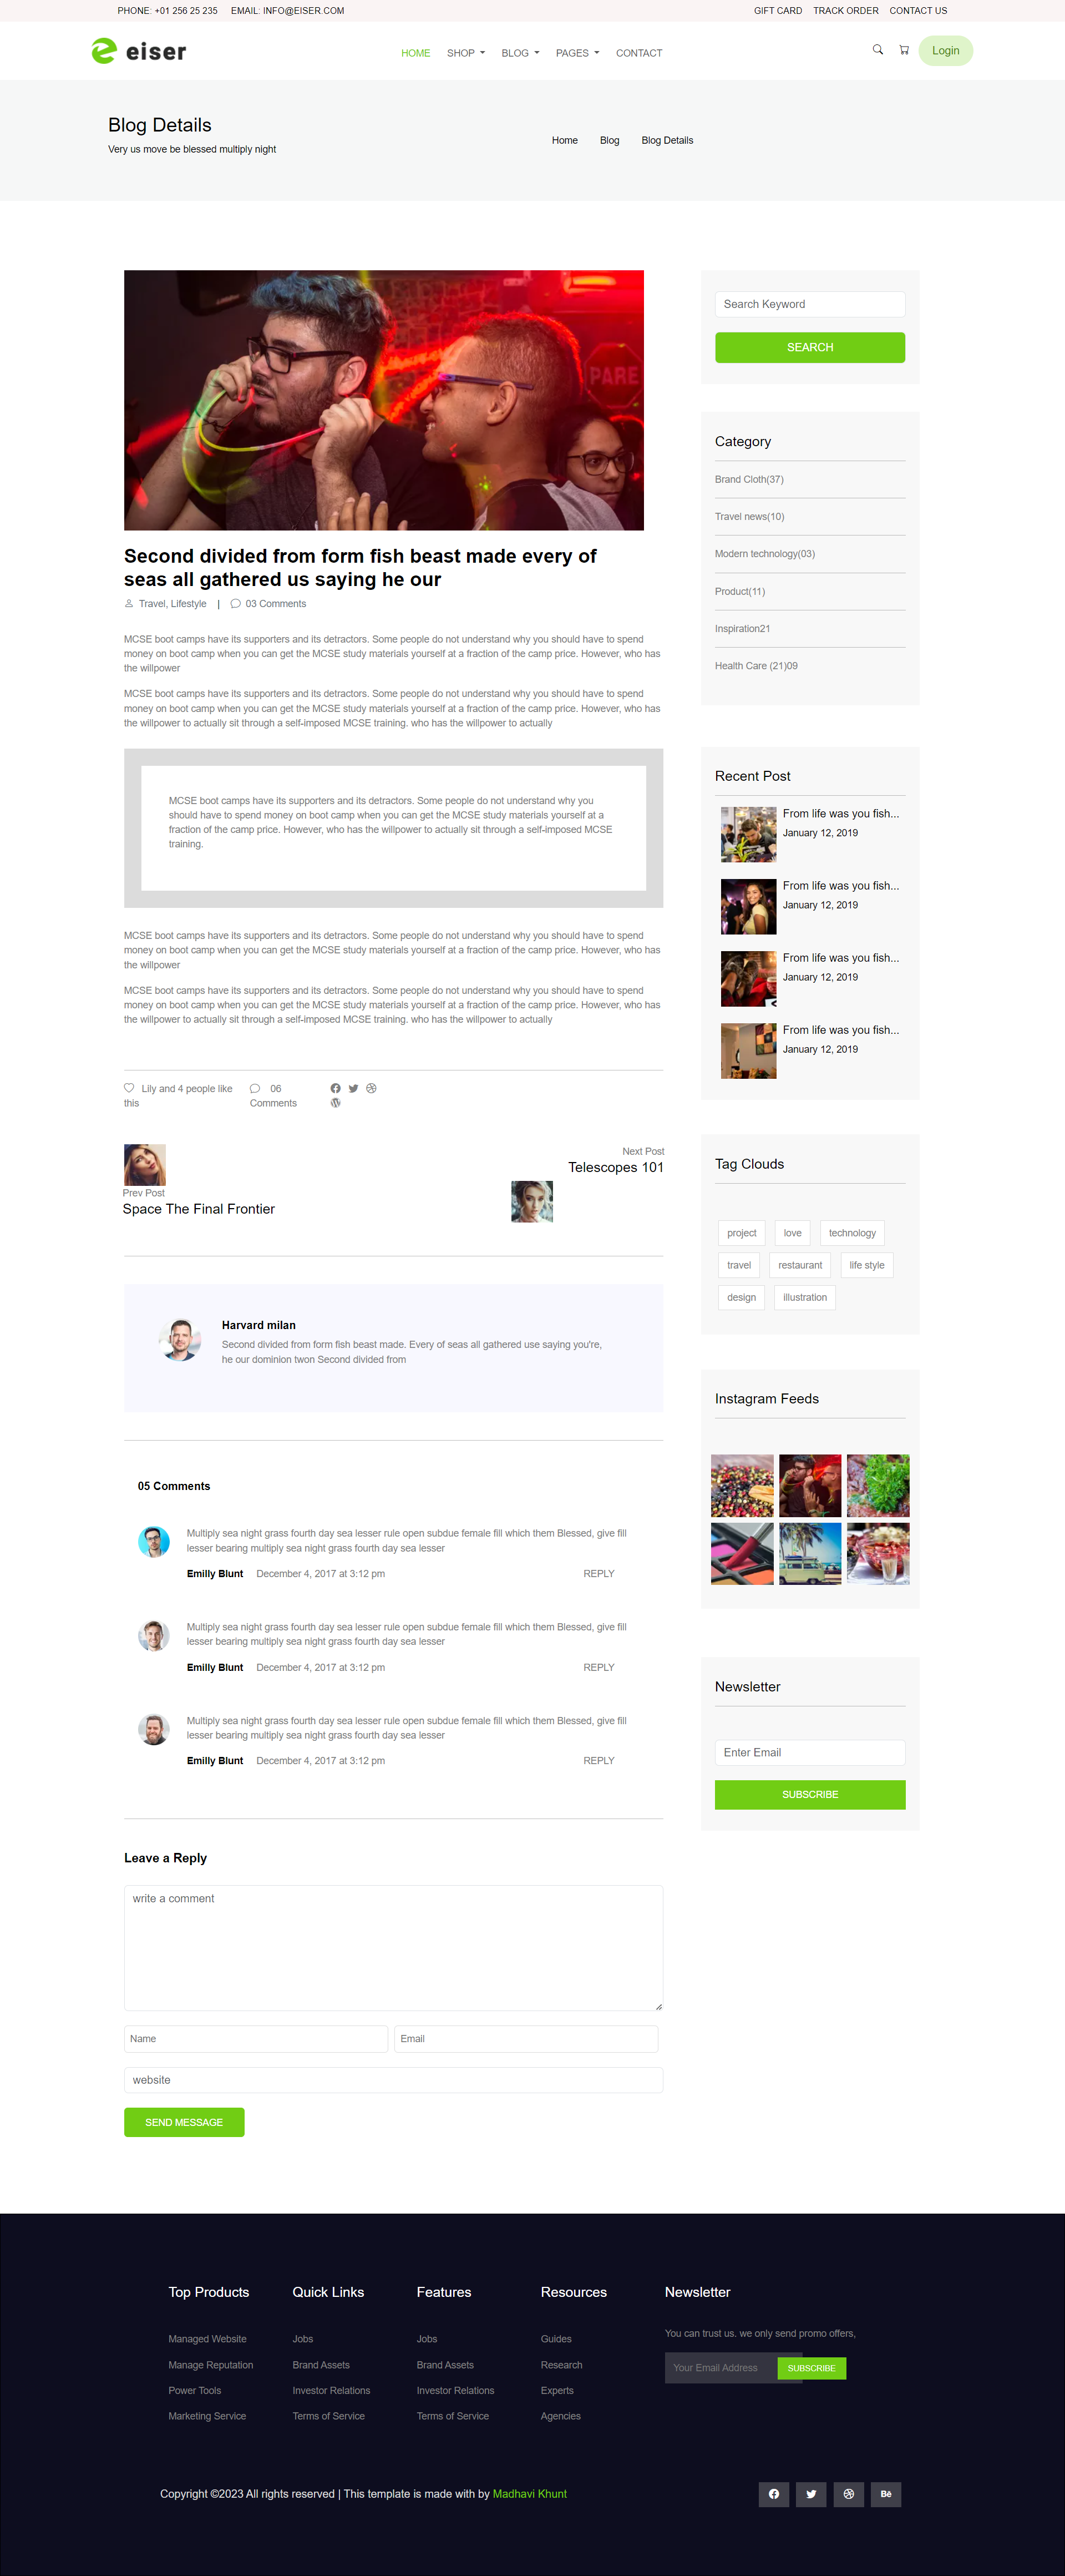 PHONE: +01 256 25 235 EMAIL: INFO@EISER.COM GIFT CARD TRACK ORDER CONTACT US
eiser HOME SHOP BLOG PAGES CONTACT Login
Blog Details
Very us move be blessed multiply night
Home Blog Blog Details
PARE
Second divided from form fish beast made every of
seas all gathered us saying he our
Travel, Lifestyle | 03 Comments
MCSE boot camps have its supporters and its detractors. Some people do not understand why you should have to spend
money on boot camp when you can get the MCSE study materials yourself at a fraction of the camp price. However, who has
the willpower
MCSE boot camps have its supporters and its detractors. Some people do not understand why you should have to spend
money on boot camp when you can get the MCSE study materials yourself at a fraction of the camp price. However, who has
the willpower to actually sit through a self-imposed MCSE training. who has the willpower to actually
MCSE boot camps have its supporters and its detractors. Some people do not understand why you
should have to spend money on boot camp when you can get the MCSE study materials yourself at a
fraction of the camp price. However, who has the willpower to actually sit through a self-imposed MCSE
training.
MCSE boot camps have its supporters and its detractors. Some people do not understand why you should have to spend
money on boot camp when you can get the MCSE study materials yourself at a fraction of the camp price. However, who has
the willpower
MCSE boot camps have its supporters and its detractors. Some people do not understand why you should have to spend
money on boot camp when you can get the MCSE study materials yourself at a fraction of the camp price. However, who has
the willpower to actually sit through a self-imposed MCSE training. who has the willpower to actually
Lily and 4 people like
this
06
Comments
Prev Post
Space The Final Frontier
Next Post
Telescopes 101
Harvard milan
Second divided from form fish beast made. Every of seas all gathered use saying you're,
he our dominion twon Second divided from
05 Comments
Multiply sea night grass fourth day sea lesser rule open subdue female fill which them Blessed, give fill
lesser bearing multiply sea night grass fourth day sea lesser
Emilly Blunt December 4, 2017 at 3:12 pm REPLY
Multiply sea night grass fourth day sea lesser rule open subdue female fill which them Blessed, give fill
lesser bearing multiply sea night grass fourth day sea lesser
Emilly Blunt December 4, 2017 at 3:12 pm REPLY
Multiply sea night grass fourth day sea lesser rule open subdue female fill which them Blessed, give fill
lesser bearing multiply sea night grass fourth day sea lesser
Emilly Blunt December 4, 2017 at 3:12 pm REPLY
Leave a Reply
write a comment
Name Email
website
SEND MESSAGE
Search Keyword
SEARCH
Category
Brand Cloth(37)
Travel news(10)
Modern technology(03)
Product(11)
Inspiration21
Health Care (21)09
Recent Post
From life was you fish...
January 12, 2019
From life was you fish...
January 12, 2019
From life was you fish...
January 12, 2019
From life was you fish...
January 12, 2019
Tag Clouds
project love technology
travel restaurant life style
design illustration
Instagram Feeds
Newsletter
Enter Email
SUBSCRIBE
Top Products
Managed Website
Manage Reputation
Power Tools
Marketing Service
Quick Links
Jobs
Brand Assets
Investor Relations
Terms of Service
Features
Jobs
Brand Assets
Investor Relations
Terms of Service
Resources
Guides
Research
Experts
Agencies
Newsletter
You can trust us. we only send promo offers,
Your Email Address SUBSCRIBE
Copyright ©2023 All rights reserved | This template is made with by Madhavi Khunt
Bē